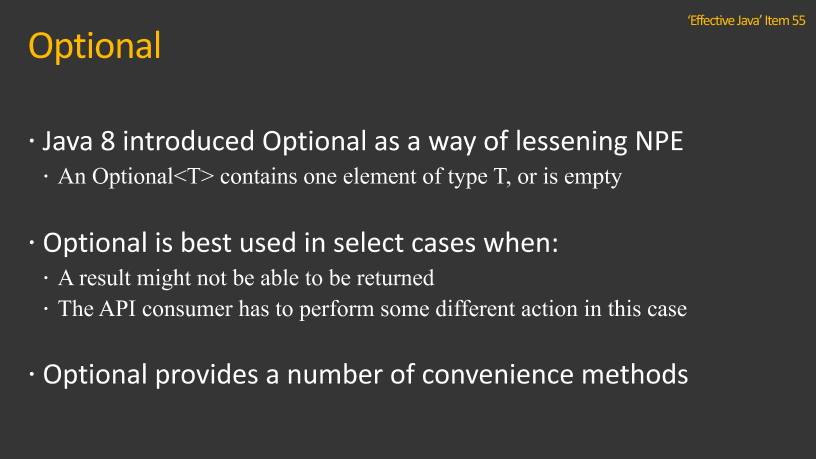 ‘Effective Java’ Item 55
Optional
· Java 8 introduced Optional as a way of lessening NPE
· An Optional<T> contains one element of type T, or is empty
· Optional is best used in select cases when:
· A result might not be able to be returned
· The API consumer has to perform some different action in this case
· Optional provides a number of convenience methods